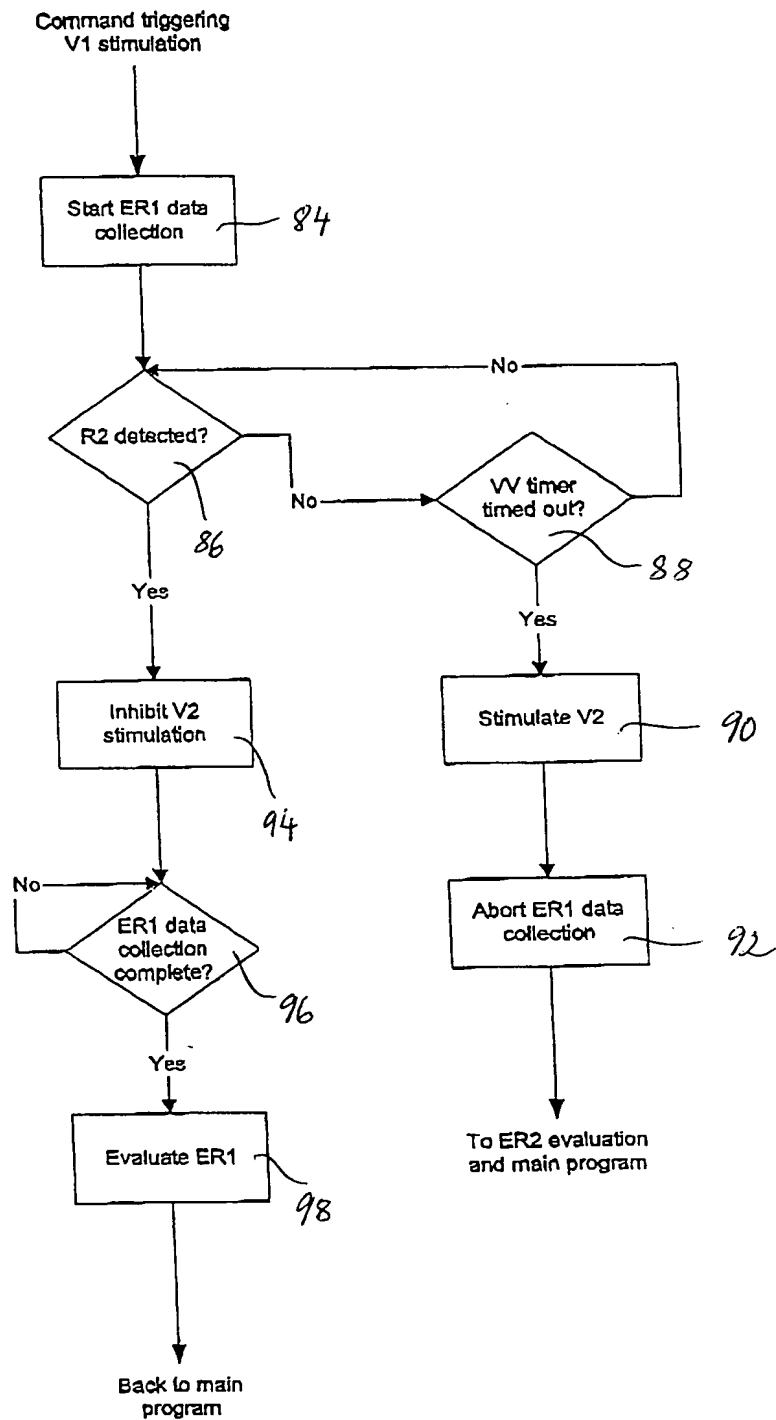 Command triggering
V1 stimulation
Start ER1 data
collection
84
No
R2 detected?
86
No
VV timer
timed out?
88
Yes
Yes
Inhibit V2
stimulation
94
Stimulate V2
90
No
ER1 data
collection
complete?
96
Abort ER1 data
collection
92
Yes
Evaluate ER1
98
To ER2 evaluation
and main program
Back to main
program